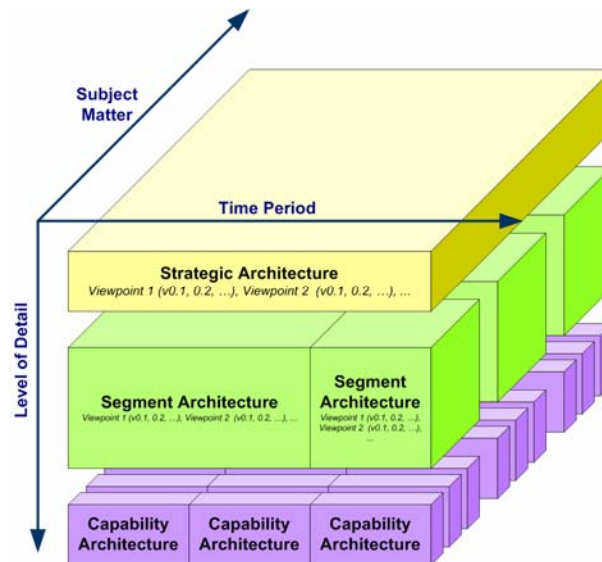 Subject
Matter
Time Period
Level of Detail
Strategic Architecture
Viewpoint 1 (v0.1, 0.2, …), Viewpoint 2 (v0.1, 0.2, …), ...
Segment Architecture
Viewpoint 1 (v0.1, 0.2, …), Viewpoint 2 (v0.1, 0.2, …), ...
Segment
Architecture
Viewpoint 1 (v0.1, 0.2, …),
Viewpoint 2 (v0.1, 0.2, …),
...
Capability
Architecture
Capability
Architecture
Capability
Architecture